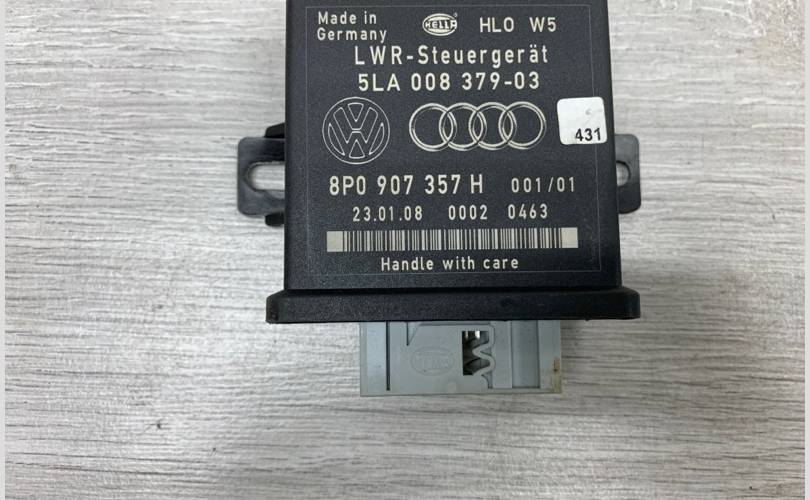 Made in
Germany
HELLA HLO W5
LWR-Steuergerät
5LA 008 379-03
431
8P0 907 357 H 001/01
23.01.08 0002 0463
Handle with care
HELLA